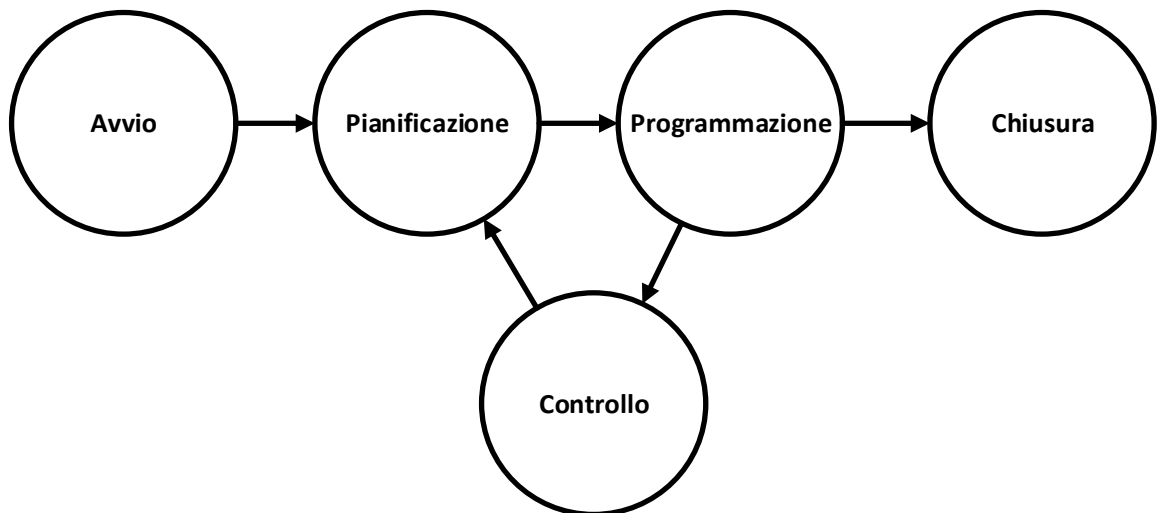 Avvio
Pianificazione
Programmazione
Chiusura
Controllo